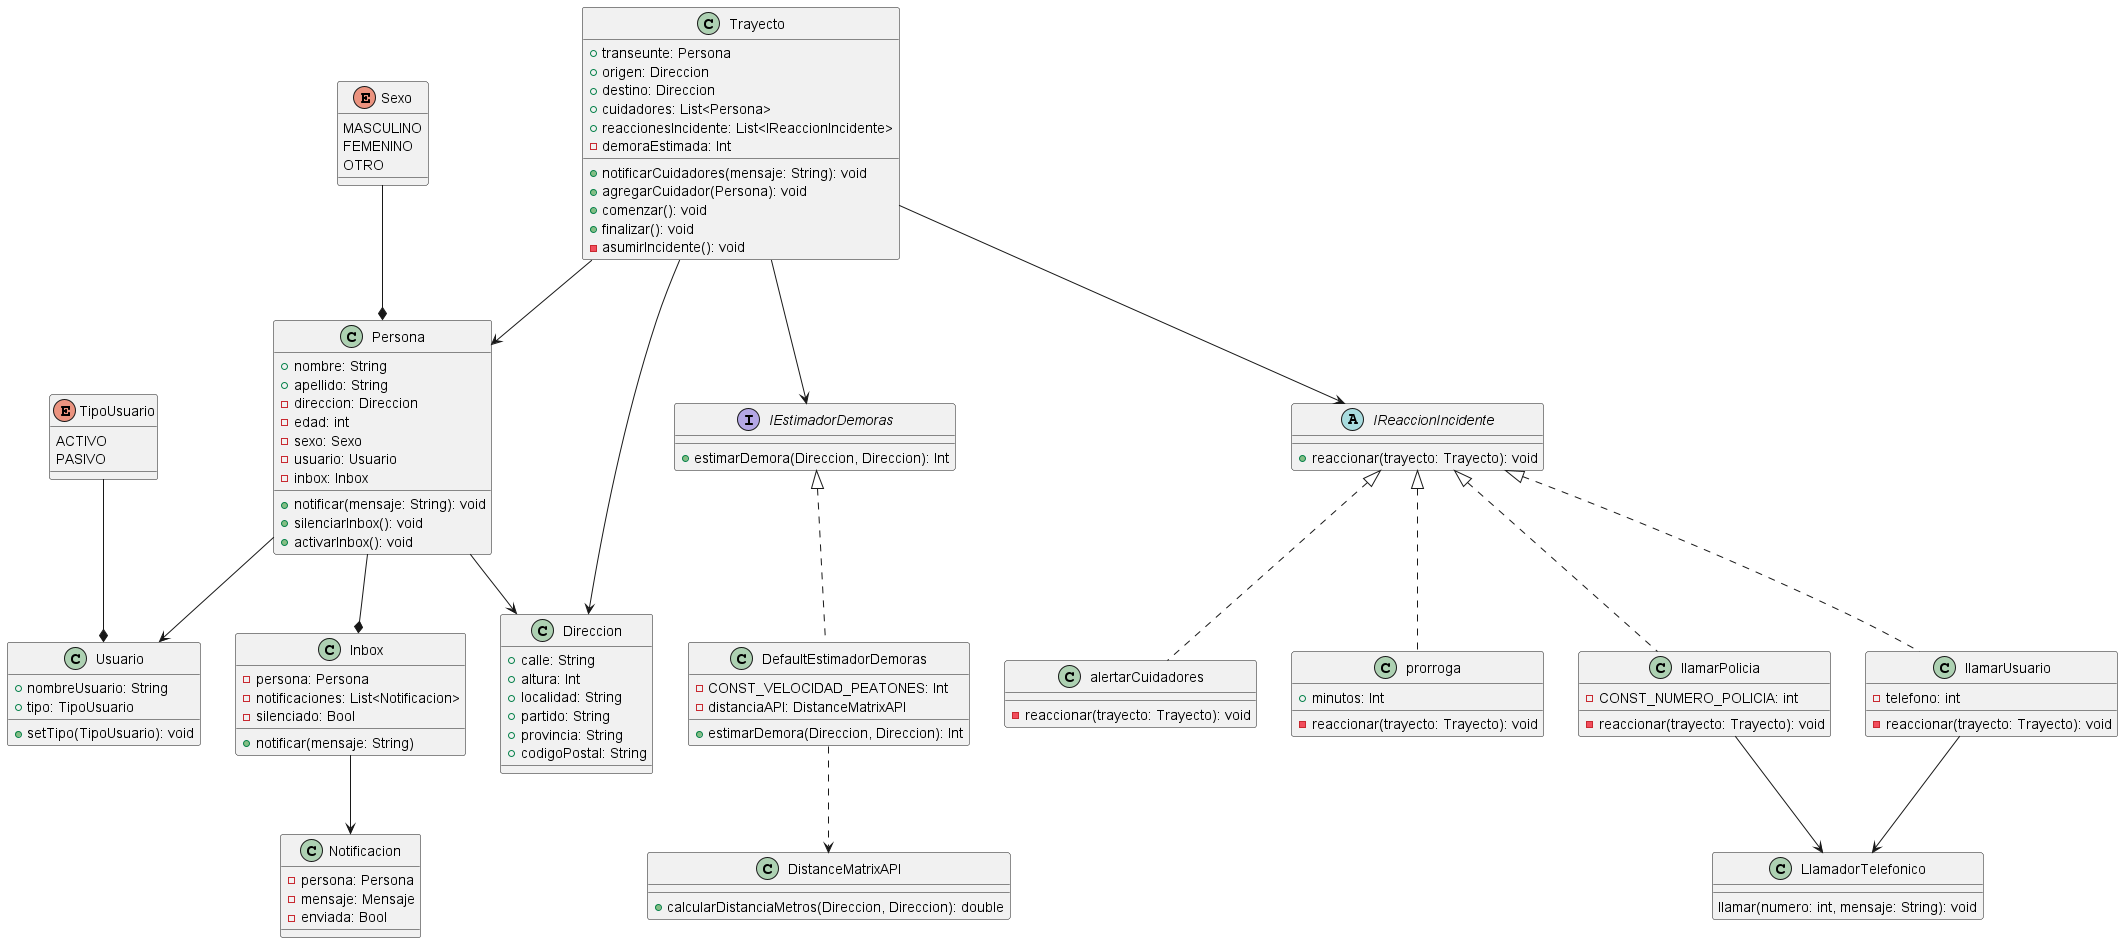 C Trayecto
transeunte: Persona
origen: Direccion
destino: Direccion
cuidadores: List<Persona>
reaccionesIncidente: List<IReaccionIncidente>
demoraEstimada: Int
notificarCuidadores(mensaje: String): void
agregarCuidador(Persona): void
comenzar(): void
finalizar(): void
asumirIncidente(): void
E Sexo
MASCULINO
FEMENINO
OTRO
C Persona
nombre: String
apellido: String
direccion: Direccion
edad: int
sexo: Sexo
usuario: Usuario
inbox: Inbox
notificar(mensaje: String): void
silenciarInbox(): void
activarInbox(): void
E TipoUsuario
ACTIVO
PASIVO
I IEstimadorDemoras
estimarDemora(Direccion, Direccion): Int
A IReaccionIncidente
reaccionar(trayecto: Trayecto): void
C Usuario
nombreUsuario: String
tipo: TipoUsuario
setTipo(TipoUsuario): void
C Inbox
persona: Persona
notificaciones: List<Notificacion>
silenciado: Bool
notificar(mensaje: String)
C Direccion
calle: String
altura: Int
localidad: String
partido: String
provincia: String
codigoPostal: String
C DefaultEstimadorDemoras
CONST_VELOCIDAD_PEATONES: Int
distanciaAPI: DistanceMatrixAPI
estimarDemora(Direccion, Direccion): Int
C alertarCuidadores
reaccionar(trayecto: Trayecto): void
C prorroga
minutos: Int
reaccionar(trayecto: Trayecto): void
C llamarPolicia
CONST_NUMERO_POLICIA: int
reaccionar(trayecto: Trayecto): void
C llamarUsuario
telefono: int
reaccionar(trayecto: Trayecto): void
C Notificacion
persona: Persona
mensaje: Mensaje
enviada: Bool
C DistanceMatrixAPI
calcularDistanciaMetros(Direccion, Direccion): double
C LlamadorTelefonico
llamar(numero: int, mensaje: String): void